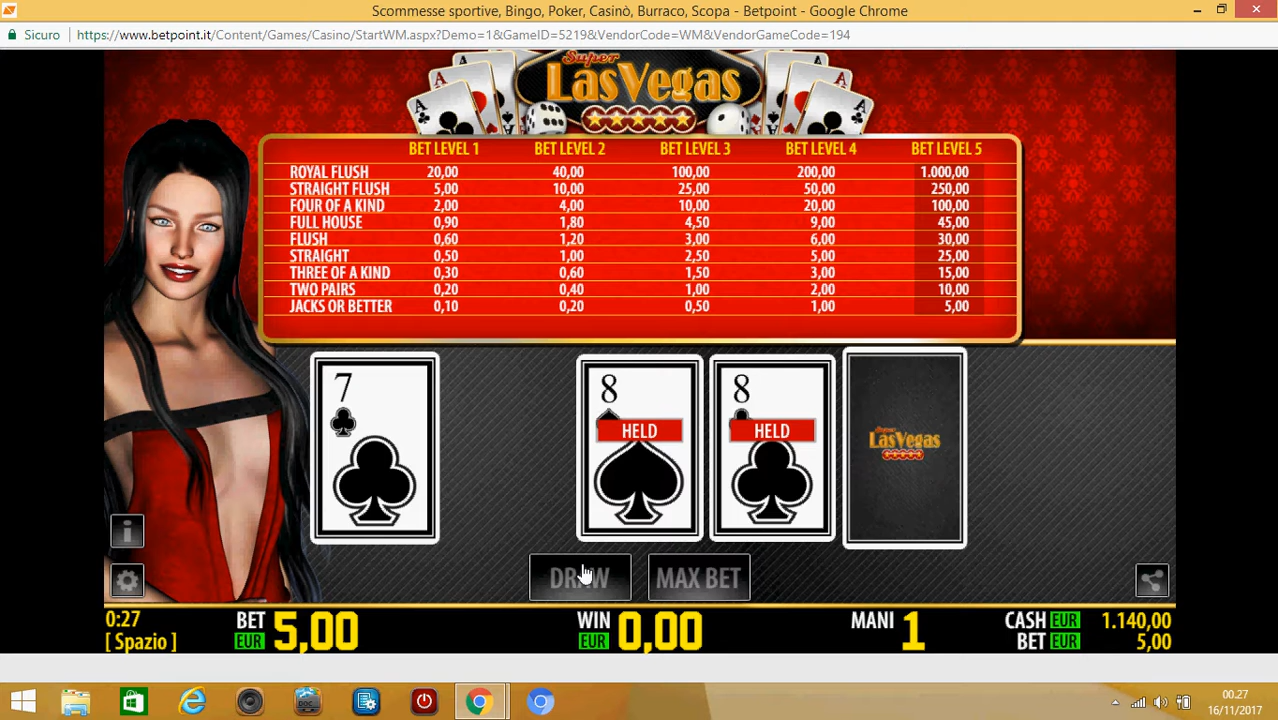 Scommesse sportive, Bingo, Poker, Casinò, Burraco, Scopa - Betpoint - Google Chrome
Sicuro https://www.betpoint.it/Content/Games/Casino/StartWM.aspx?Demo=1&GameID=5219&VendorCode=WM&VendorGameCode=194
Super
LasVegas
BET LEVEL 1 BET LEVEL 2 BET LEVEL 3 BET LEVEL 4 BET LEVEL 5
ROYAL FLUSH 20,00 40,00 100,00 200,00 1.000,00
STRAIGHT FLUSH 5,00 10,00 25,00 50,00 250,00
FOUR OF A KIND 2,00 4,00 10,00 20,00 100,00
FULL HOUSE 0,90 1,80 4,50 9,00 45,00
FLUSH 0,60 1,20 3,00 6,00 30,00
STRAIGHT 0,50 1,00 2,50 5,00 25,00
THREE OF A KIND 0,30 0,60 1,50 3,00 15,00
TWO PAIRS 0,20 0,40 1,00 2,00 10,00
JACKS OR BETTER 0,10 0,20 0,50 1,00 5,00
7 8 8
HELD HELD
Super
LasVegas
DRAW MAX BET
0:27 BET 5,00 WIN 0,00 MANI 1 CASH EUR 1.140,00
[ Spazio ] EUR EUR BET EUR 5,00
00.27
16/11/2017